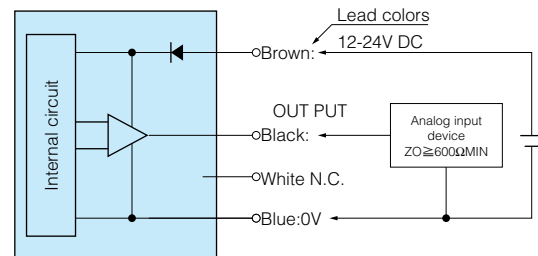 Lead colors
12-24V DC
Brown:
Internal circuit
OUT PUT
Black:
Analog input
device
ZO≧600ΩMIN
White N.C.
Blue:0V